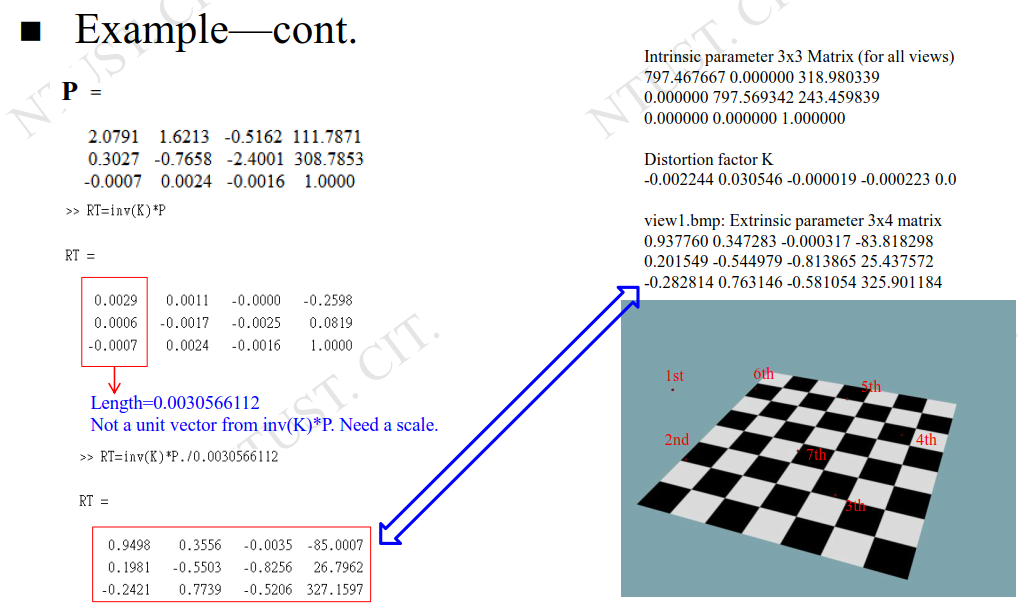 ■ Example—cont.
P =
2.0791 1.6213 -0.5162 111.7871
0.3027 -0.7658 -2.4001 308.7853
-0.0007 0.0024 -0.0016 1.0000
>> RT=inv(K)*P
RT =
0.0029 0.0011 -0.0000 -0.2598
0.0006 -0.0017 -0.0025 0.0819
-0.0007 0.0024 -0.0016 1.0000
Length=0.0030566112
Not a unit vector from inv(K)*P. Need a scale.
>> RT=inv(K)*P./0.0030566112
RT =
0.9498 0.3556 -0.0035 -85.0007
0.1981 -0.5503 -0.8256 26.7962
-0.2421 0.7739 -0.5206 327.1597
Intrinsic parameter 3x3 Matrix (for all views)
797.467667 0.000000 318.980339
0.000000 797.569342 243.459839
0.000000 0.000000 1.000000
Distortion factor K
-0.002244 0.030546 -0.000019 -0.000223 0.0
view1.bmp: Extrinsic parameter 3x4 matrix
0.937760 0.347283 -0.000317 -83.818298
0.201549 -0.544979 -0.813865 25.437572
-0.282814 0.763146 -0.581054 325.901184
1st
6th
5th
2nd
4th
7th
3th
NTUST. CIT.
NTUST. CIT.
NTUST. CIT.